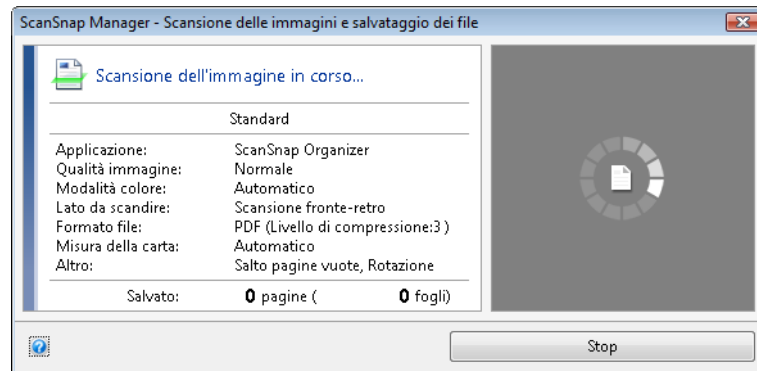 ScanSnap Manager - Scansione delle immagini e salvataggio dei file
Scansione dell'immagine in corso...
Standard
Applicazione: ScanSnap Organizer
Qualità immagine: Normale
Modalità colore: Automatico
Lato da scandire: Scansione fronte-retro
Formato file: PDF (Livello di compressione:3 )
Misura della carta: Automatico
Altro: Salto pagine vuote, Rotazione
Salvato: 0 pagine ( 0 fogli)
Stop